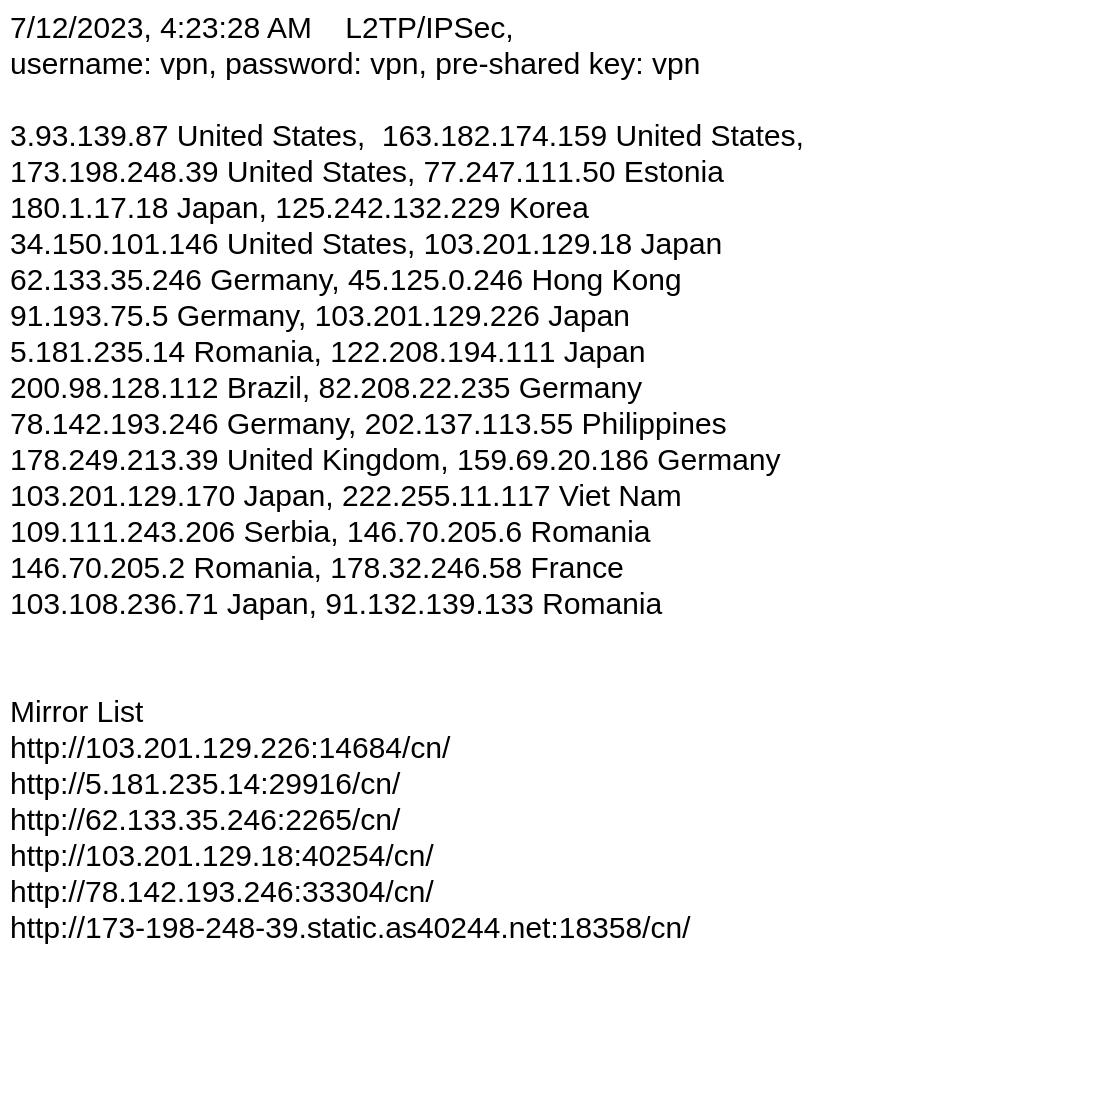 7/12/2023, 4:23:28 AM    L2TP/IPSec,
username: vpn, password: vpn, pre-shared key: vpn
3.93.139.87 United States,  163.182.174.159 United States,
173.198.248.39 United States, 77.247.111.50 Estonia
180.1.17.18 Japan, 125.242.132.229 Korea
34.150.101.146 United States, 103.201.129.18 Japan
62.133.35.246 Germany, 45.125.0.246 Hong Kong
91.193.75.5 Germany, 103.201.129.226 Japan
5.181.235.14 Romania, 122.208.194.111 Japan
200.98.128.112 Brazil, 82.208.22.235 Germany
78.142.193.246 Germany, 202.137.113.55 Philippines
178.249.213.39 United Kingdom, 159.69.20.186 Germany
103.201.129.170 Japan, 222.255.11.117 Viet Nam
109.111.243.206 Serbia, 146.70.205.6 Romania
146.70.205.2 Romania, 178.32.246.58 France
103.108.236.71 Japan, 91.132.139.133 Romania
Mirror List
http://103.201.129.226:14684/cn/
http://5.181.235.14:29916/cn/
http://62.133.35.246:2265/cn/
http://103.201.129.18:40254/cn/
http://78.142.193.246:33304/cn/
http://173-198-248-39.static.as40244.net:18358/cn/